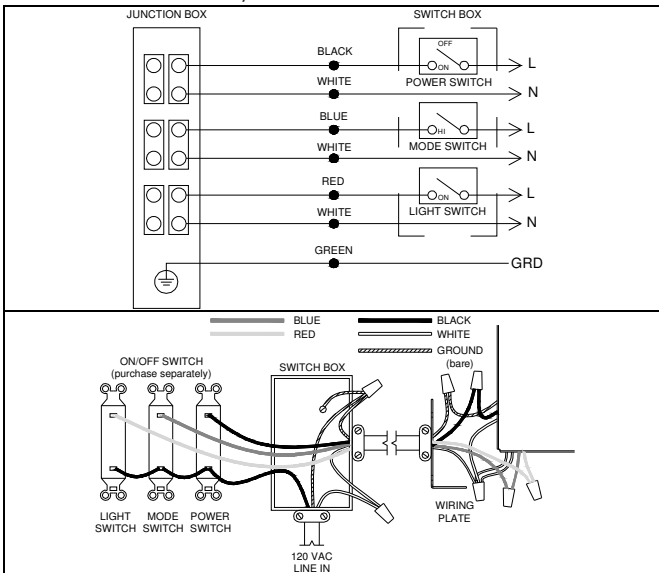 JUNCTION BOX
SWITCH BOX
OFF
BLACK
ON
L
POWER SWITCH
WHITE
N
BLUE
HI
L
MODE SWITCH
WHITE
N
RED
ON
L
LIGHT SWITCH
WHITE
N
GREEN
GRD
BLUE
BLACK
RED
WHITE
GROUND
(bare)
ON/OFF SWITCH
(purchase separately)
SWITCH BOX
LIGHT
SWITCH
MODE
SWITCH
POWER
SWITCH
WIRING
PLATE
120 VAC
LINE IN